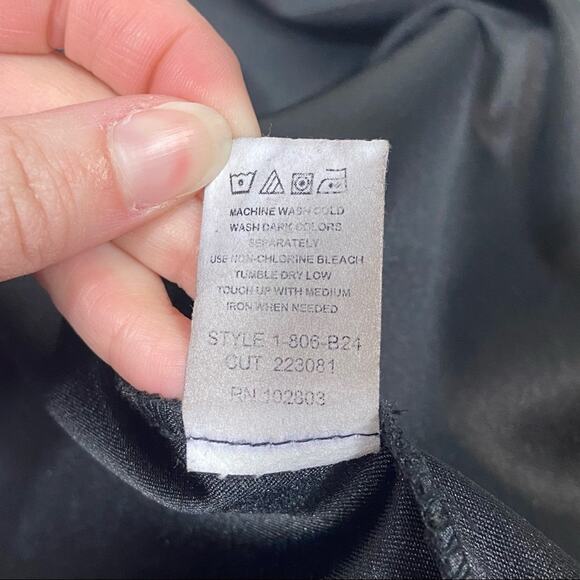 MACHINE WASH COLD
WASH DARK COLORS
SEPARATELY
USE NON-CHLORINE BLEACH
TUMBLE DRY LOW
TOUCH UP WITH MEDIUM
IRON WHEN NEEDED
STYLE 1-806-B24
CUT 223081
RN 102803